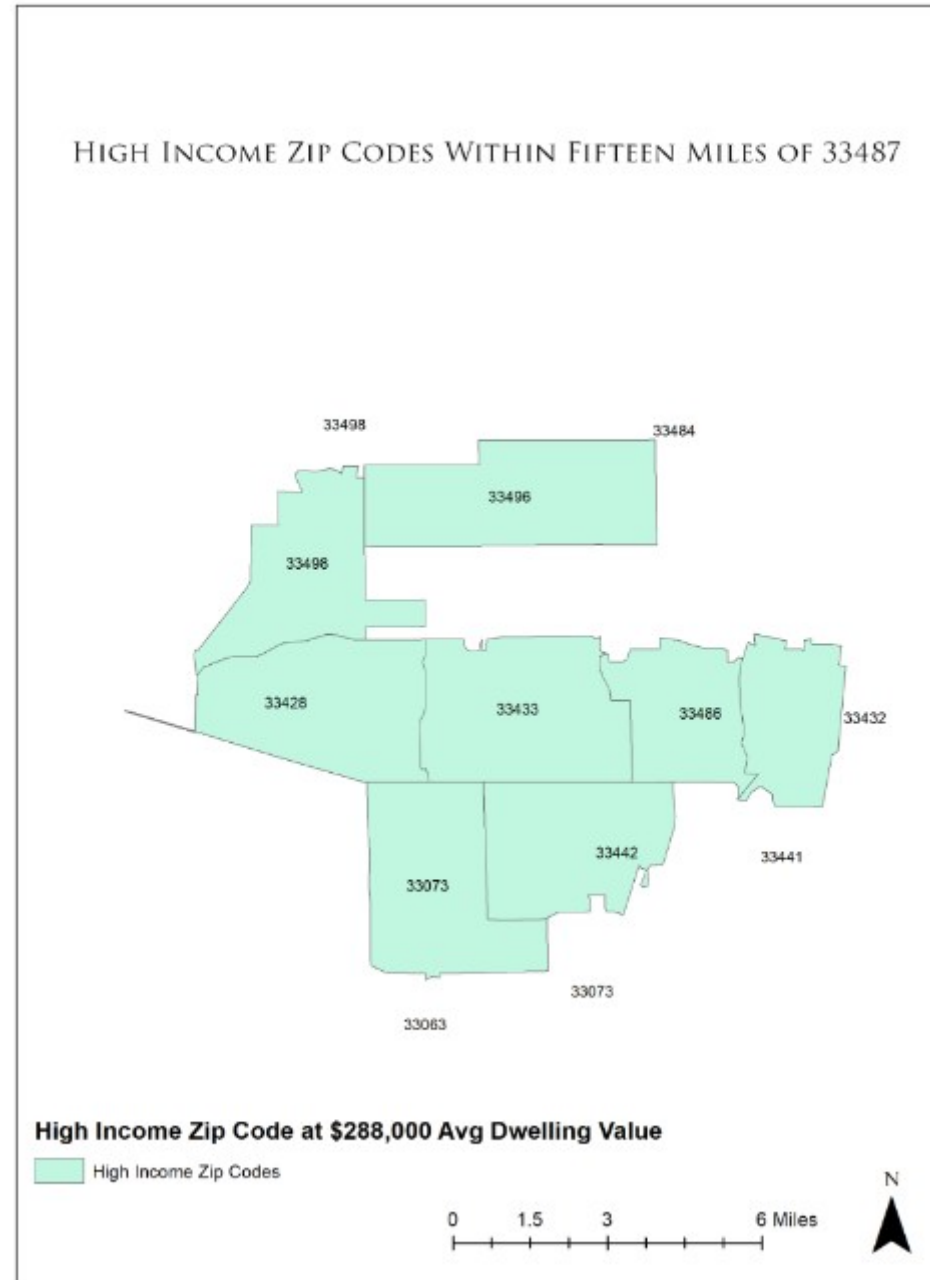 High Income Zip Codes Within Fifteen Miles of 33487
33498
33484
33496
33498
33428
33433
33486
33432
33442
33441
33073
33073
33063
High Income Zip Code at $288,000 Avg Dwelling Value
High Income Zip Codes
N
0 1.5 3 6 Miles